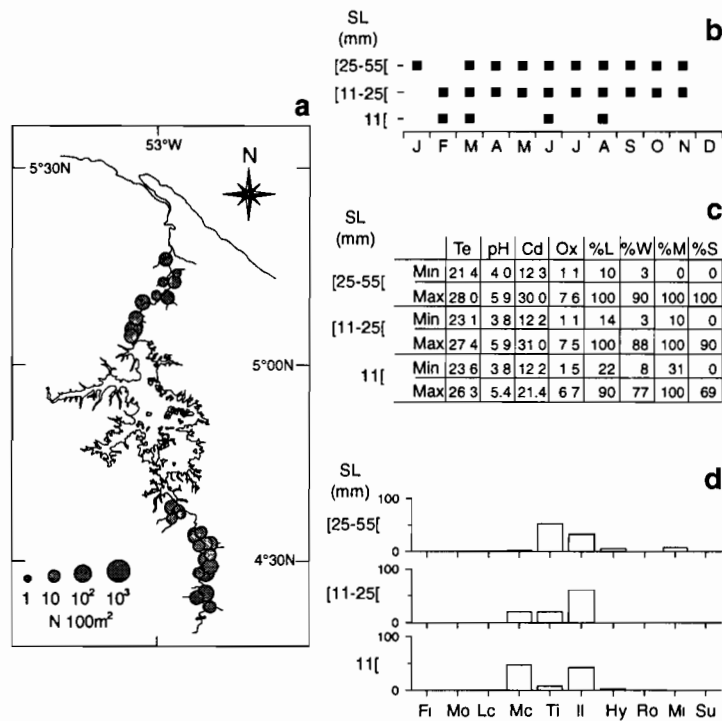 a
53°W
N
5°30N
5°00N
4°30N
1 10 10² 10³
N 100m²
b
SL
(mm)
[25-55[
[11-25[
11[
J F M A M J J A S O N D
c
SL
(mm)
Te pH Cd Ox %L %W %M %S
[25-55[
Min 21 4 4 0 12 3 1 1 10 3 0 0
Max 28 0 5 9 30 0 7 6 100 90 100 100
[11-25[
Min 23 1 3 8 12 2 1 1 14 3 10 0
Max 27 4 5 9 31 0 7 5 100 88 100 90
11[
Min 23 6 3 8 12 2 1 5 22 8 31 0
Max 26 3 5.4 21.4 6 7 90 77 100 69
d
SL
(mm)
100
[25-55[
0
100
[11-25[
0
100
11[
0
Fi Mo Lc Mc Ti Il Hy Ro Mi Su